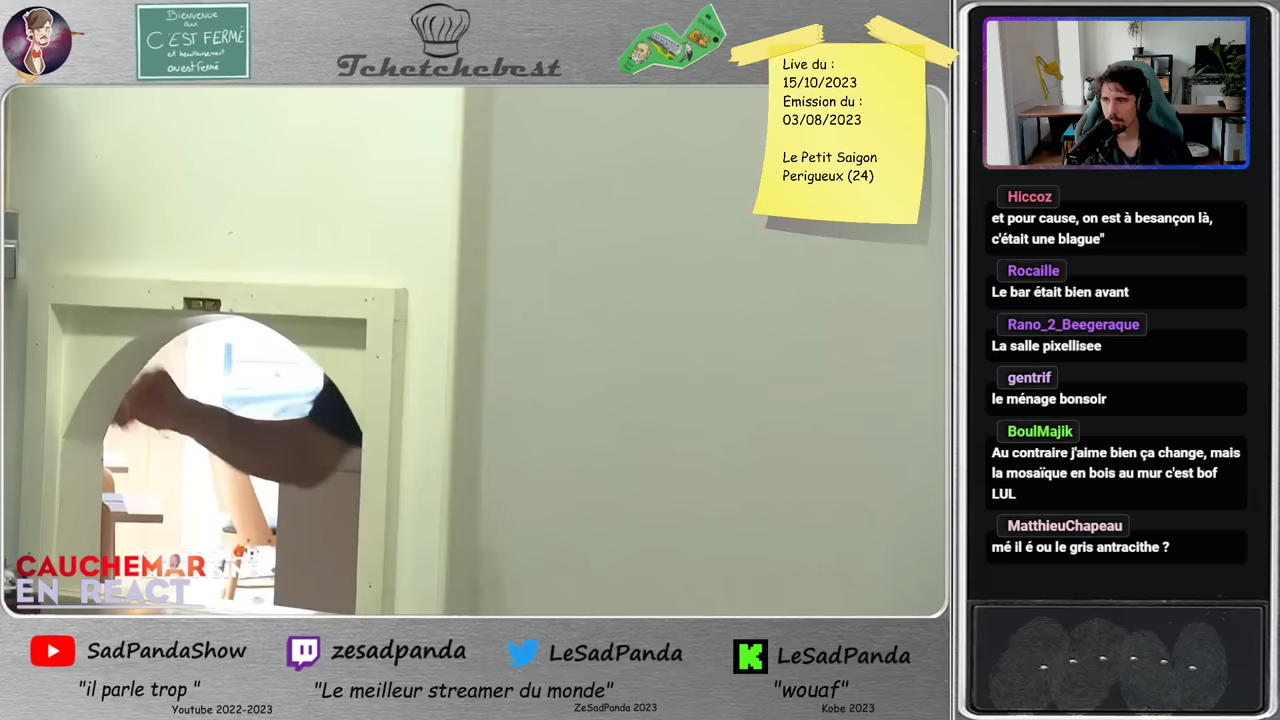 Bienvenue
au
C'EST FERMÉ
et heureusement
qu'est fermé
Tchetchebest
Live du :
15/10/2023
Emission du :
03/08/2023
Le Petit Saigon
Perigueux (24)
Hiccoz
et pour cause, on est à besançon là,
c'était une blague"
Rocaille
Le bar était bien avant
Rano_2_Beegeraque
La salle pixellisee
gentrif
le ménage bonsoir
BoulMajik
Au contraire j'aime bien ça change, mais
la mosaïque en bois au mur c'est bof
LUL
MatthieuChapeau
mé il é ou le gris antracithe ?
CAUCHEMAR
EN REACT
SadPandaShow
zesadpanda
LeSadPanda
LeSadPanda
"il parle trop "
Youtube 2022-2023
"Le meilleur streamer du monde"
ZeSadPanda 2023
"wouaf"
Kobe 2023